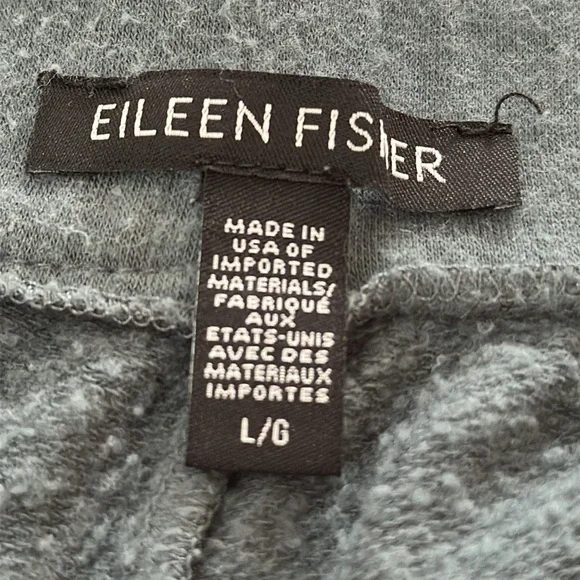 EILEEN FISHER
MADE IN
USA OF
IMPORTED
MATERIALS/
FABRIQUÉ
AUX
ETATS-UNIS
AVEC DES
MATERIAUX
IMPORTES
L/G